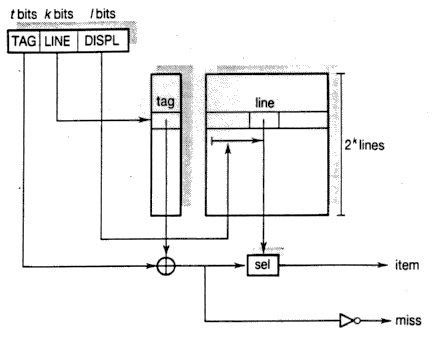 t bits k bits l bits
TAG LINE DISPL
tag
line
2^k lines
sel
item
miss